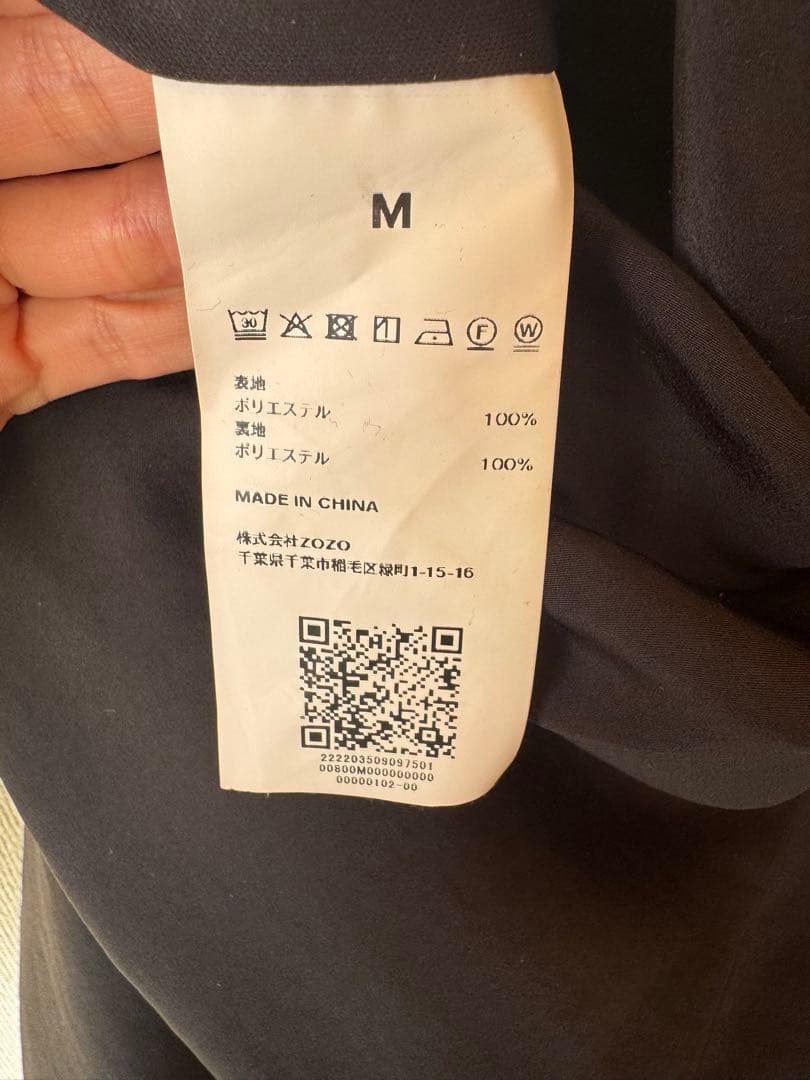 M
30
F
W
表地
ポリエステル 100%
裏地
ポリエステル 100%
MADE IN CHINA
株式会社ZOZO
千葉県千葉市稲毛区緑町1-15-16
222203509097501
00800M000000000
00000102-00